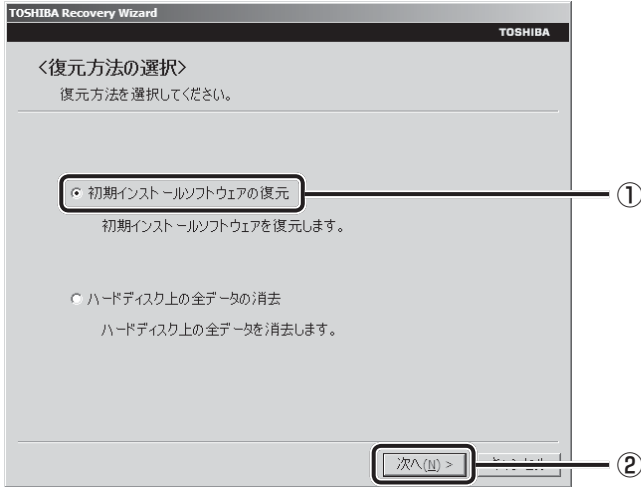 TOSHIBA Recovery Wizard
TOSHIBA
<復元方法の選択>
復元方法を選択してください。
初期インストールソフトウェアの復元
①
初期インストールソフトウェアを復元します。
ハードディスク上の全データの消去
ハードディスク上の全データを消去します。
次へ(N) >
②